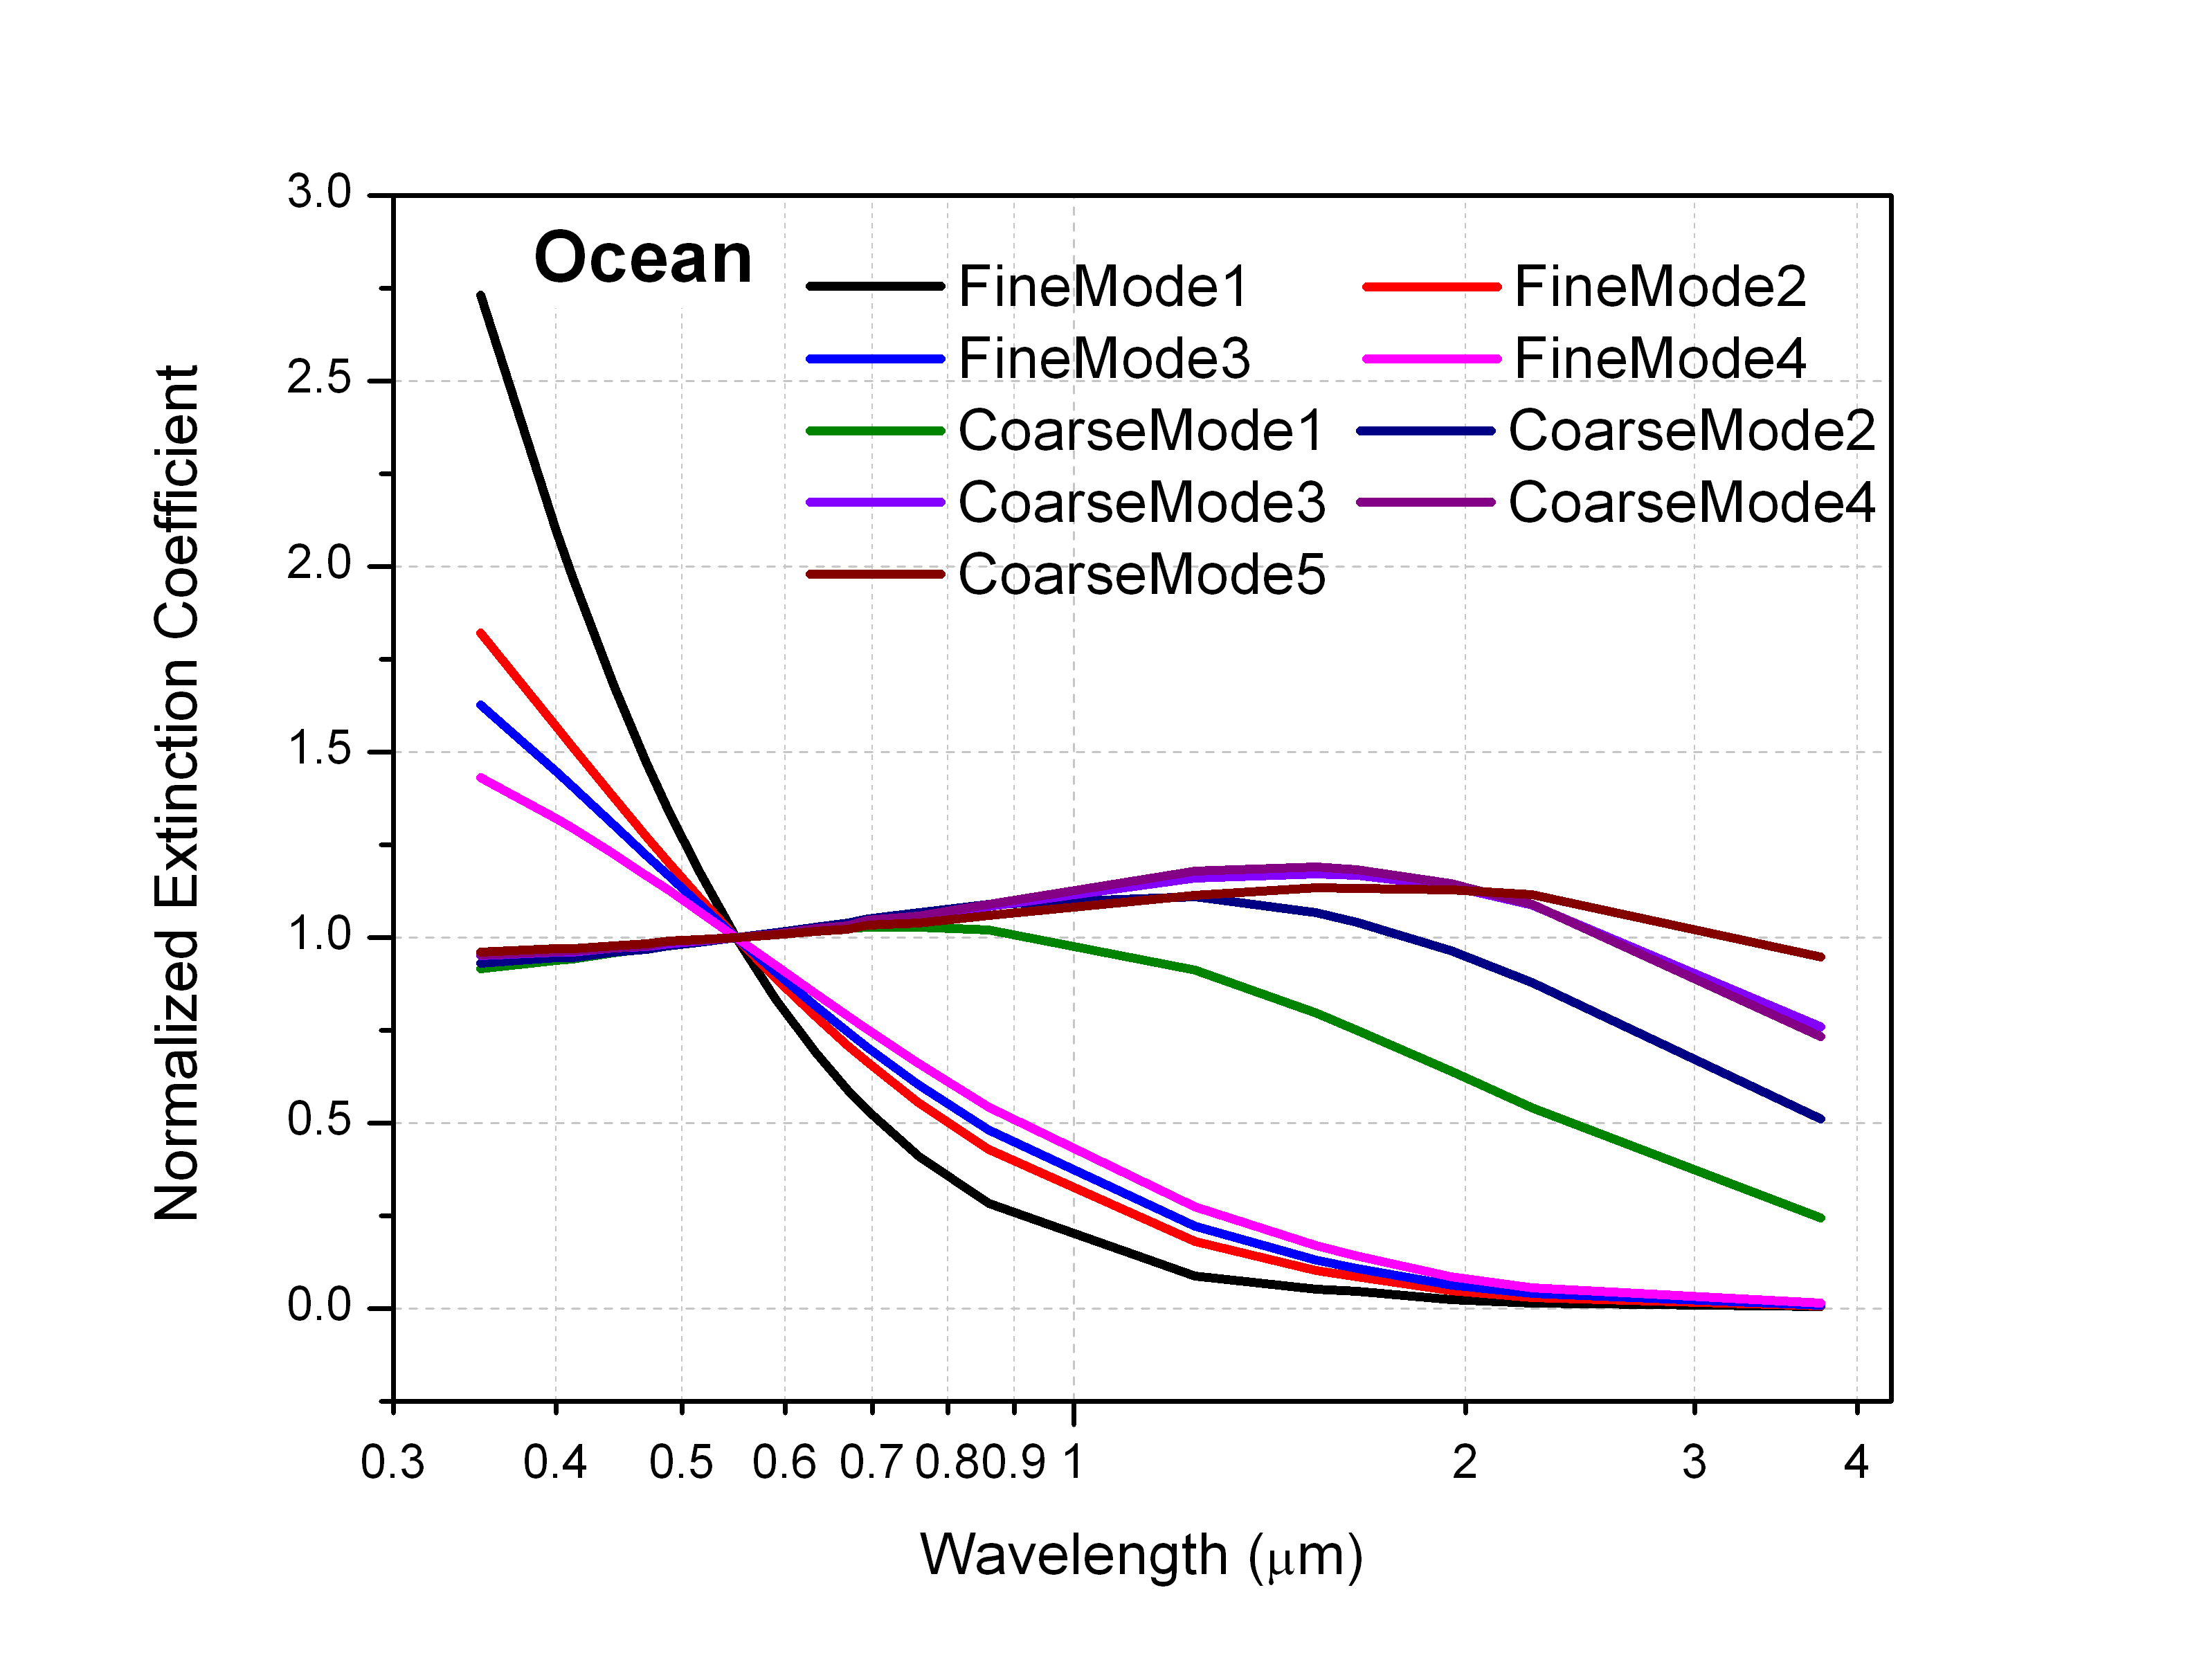 Ocean
FineMode1 FineMode2
FineMode3 FineMode4
CoarseMode1 CoarseMode2
CoarseMode3 CoarseMode4
CoarseMode5
Normalized Extinction Coefficient
3.0
2.5
2.0
1.5
1.0
0.5
0.0
0.3 0.4 0.5 0.6 0.7 0.8 0.9 1 2 3 4
Wavelength (μm)